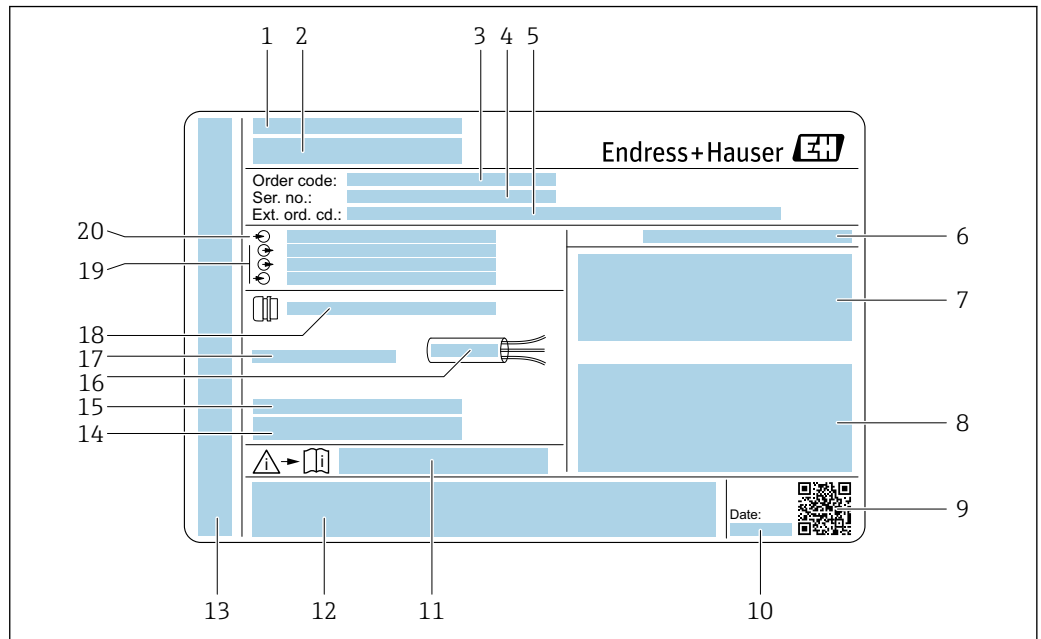 1 2 3 4 5
Endress+Hauser EH
Order code:
Ser. no.:
Ext. ord. cd.:
20
19
6
7
18
17
16
15
14
8
i i
Date:
9
13 12 11 10